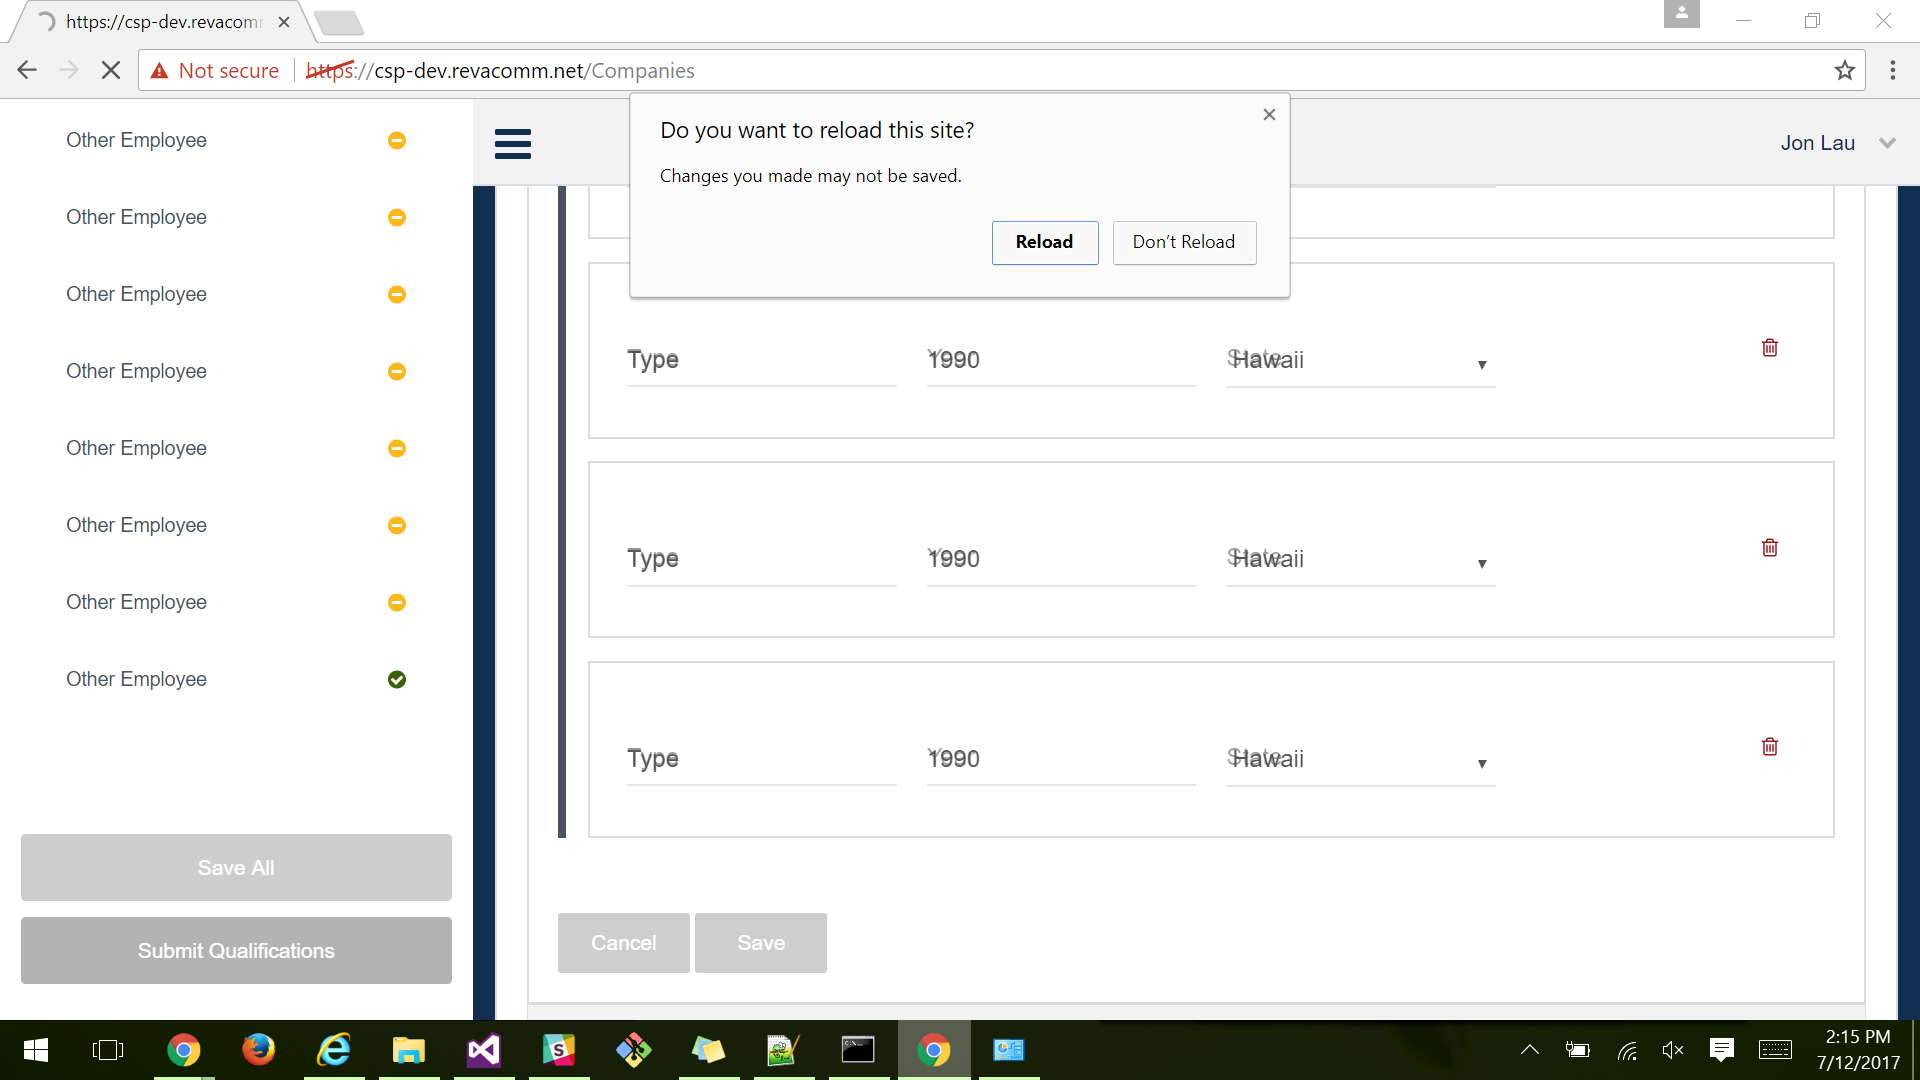 https://csp-dev.revacomm
Not secure https://csp-dev.revacomm.net/Companies
Do you want to reload this site?
Changes you made may not be saved.
Reload Don't Reload
Jon Lau
Other Employee
Other Employee
Other Employee
Other Employee
Other Employee
Other Employee
Other Employee
Other Employee
Save All
Submit Qualifications
Type 1990 State Hawaii
Type 1990 State Hawaii
Type 1990 State Hawaii
Cancel Save
2:15 PM
7/12/2017